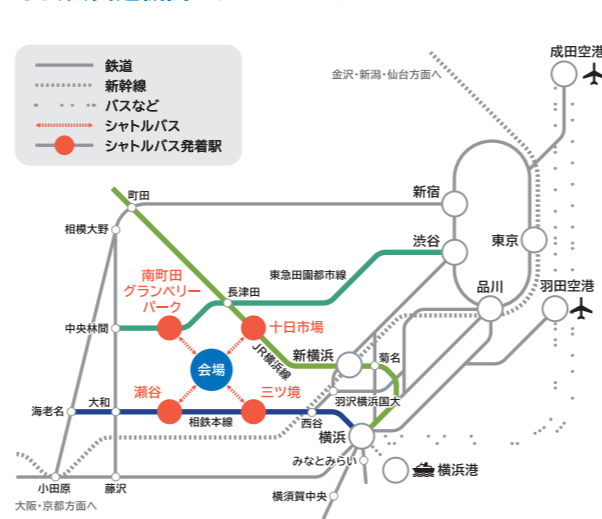 鉄道
新幹線
バスなど
シャトルバス
シャトルバス発着駅
金沢・新潟・仙台方面へ
成田空港
町田
新宿
相模大野
渋谷
東京
南町田
グランベリー
パーク
東急田園都市線
長津田
品川
羽田空港
中央林間
十日市場
JR横浜線
新横浜
菊名
会場
瀬谷
三ツ境
羽沢横浜国大
大和
海老名
相鉄本線
西谷
横浜
みなとみらい
横浜港
小田原
藤沢
横須賀中央
大阪・京都方面へ